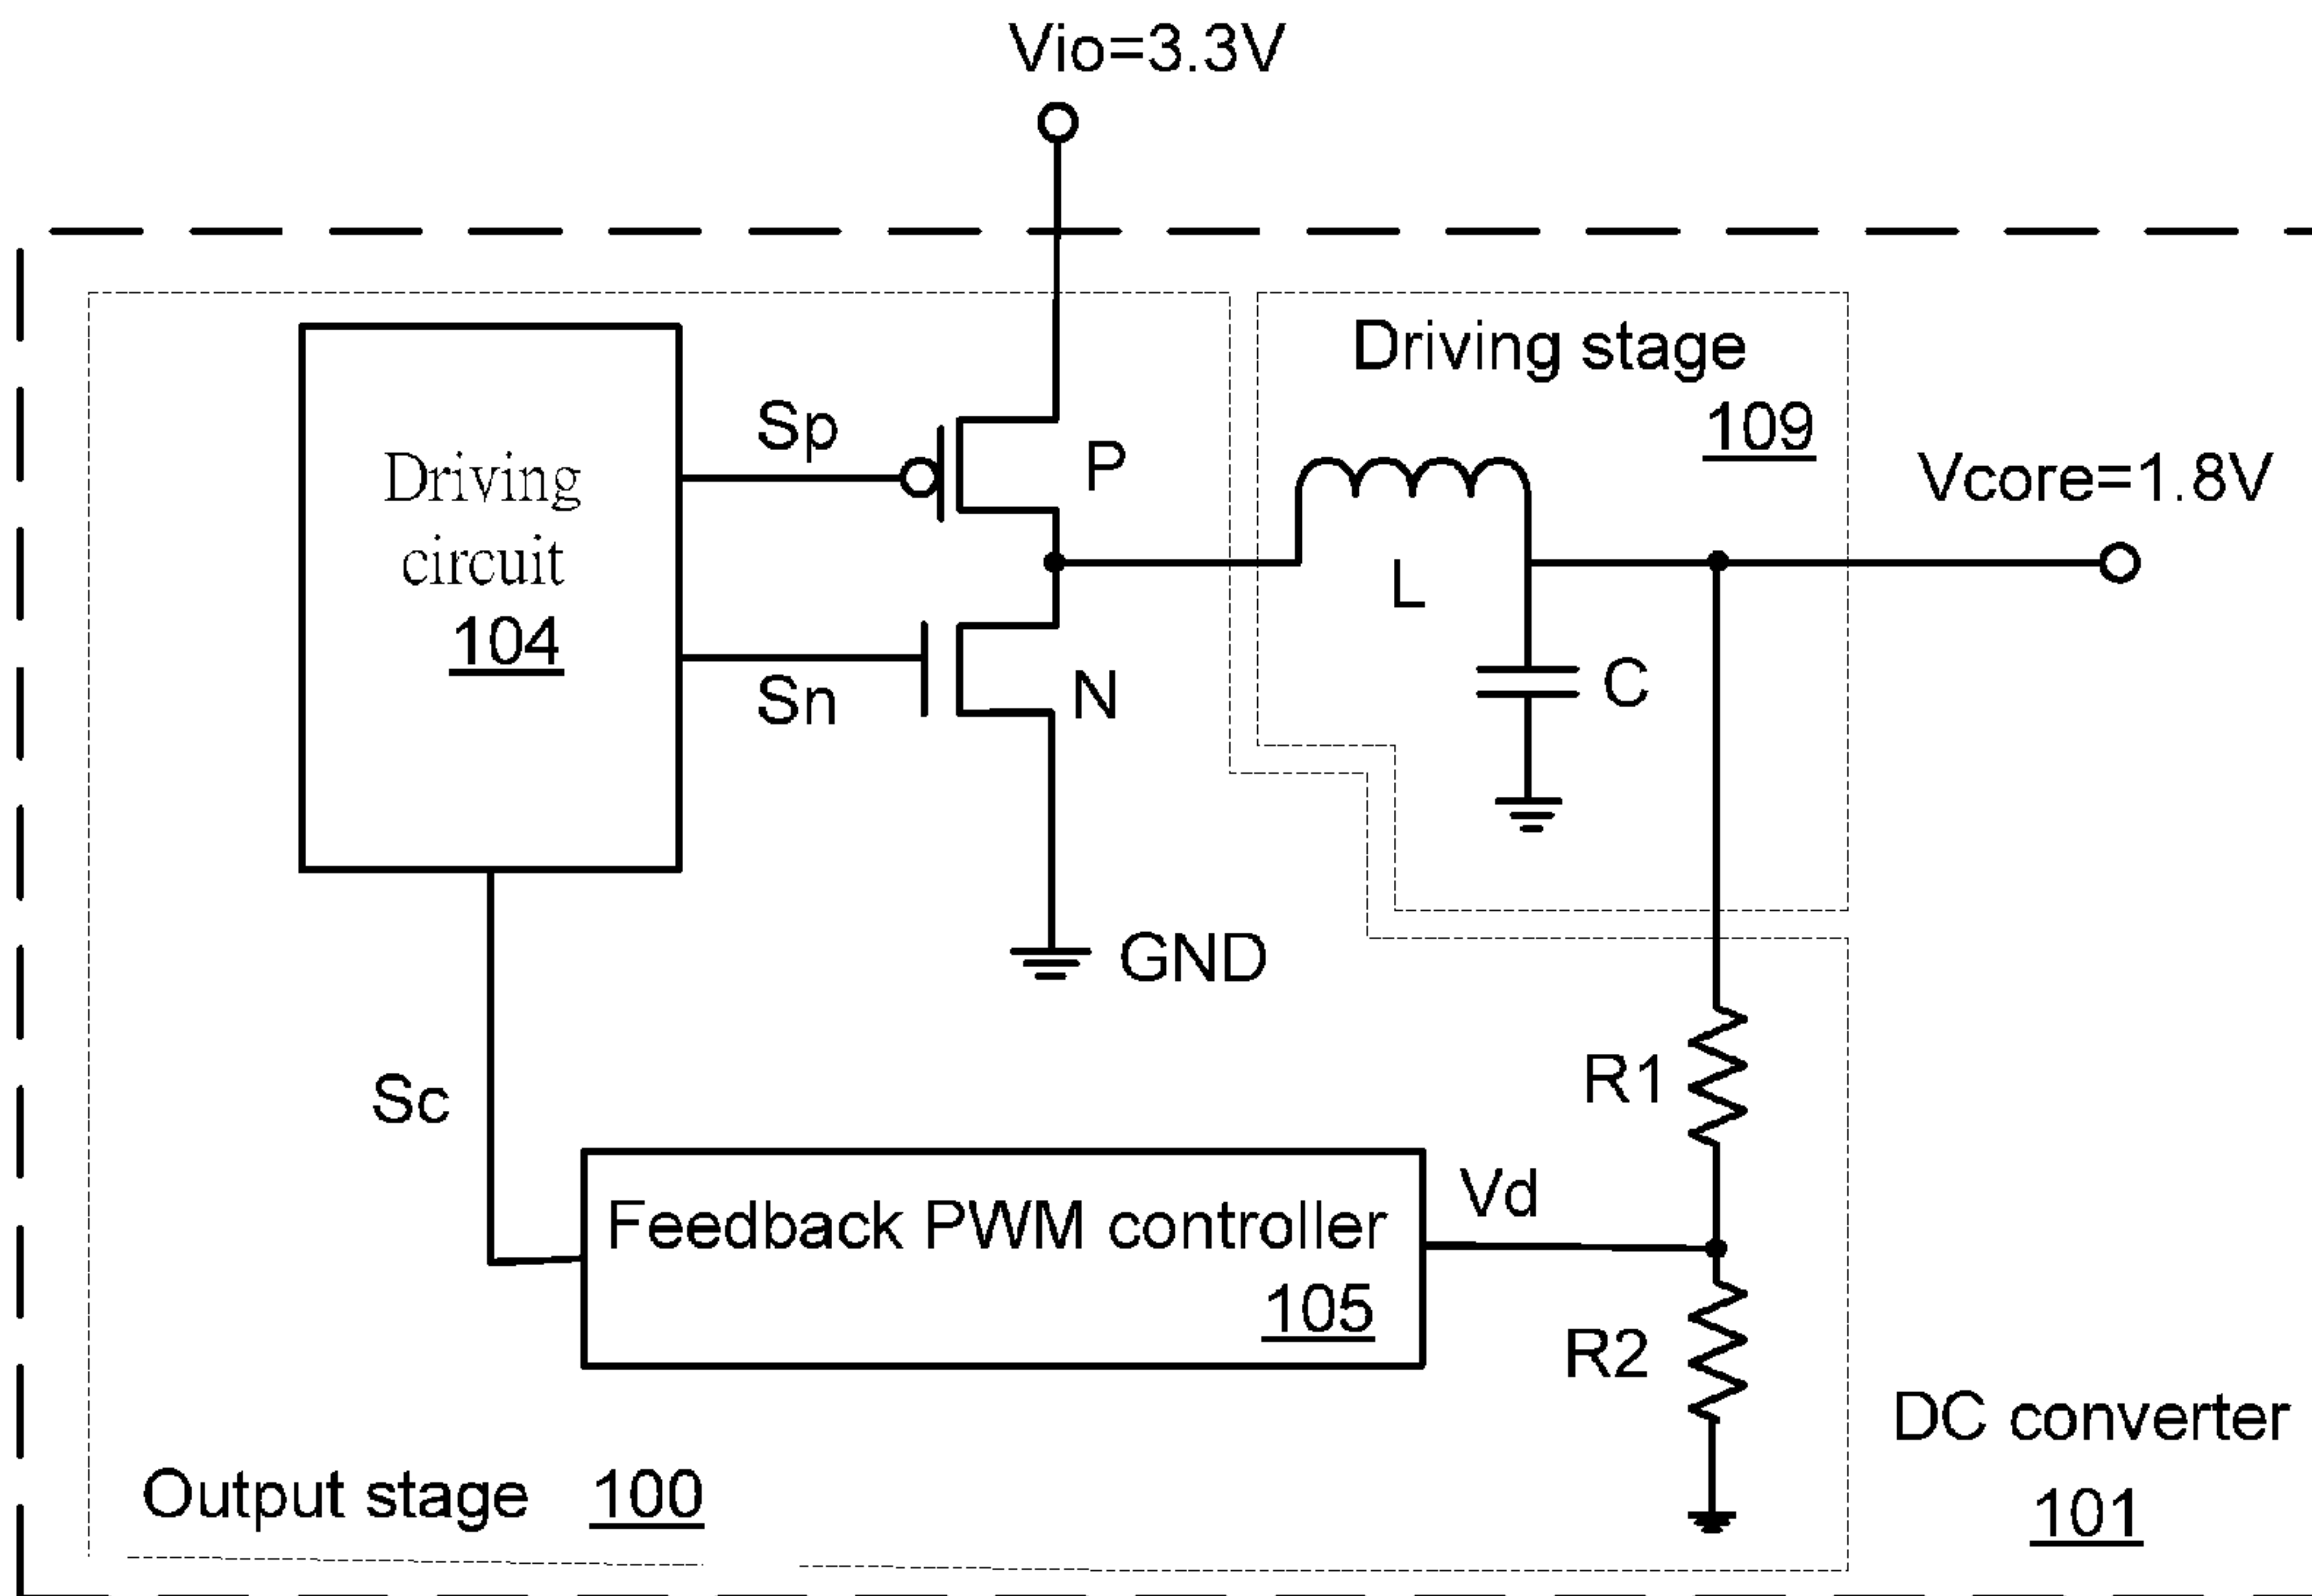 Vio=3.3V
Driving stage
109
Vcore=1.8V
Driving
circuit
104
Sp
P
L
C
Sn
N
GND
Sc
R1
Feedback PWM controller
105
Vd
R2
DC converter
101
Output stage 100